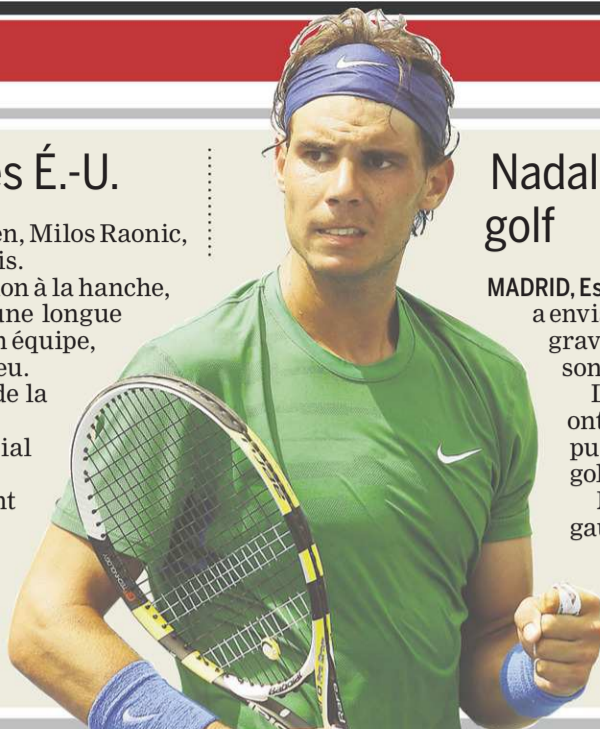 es É.-U.
en, Milos Raonic,
is.
on à la hanche,
une longue
n équipe,
eu.
de la
ial
nt
Nadal
golf
MADRID, Es
a envi
grav
son
ont
pu
gol
gau